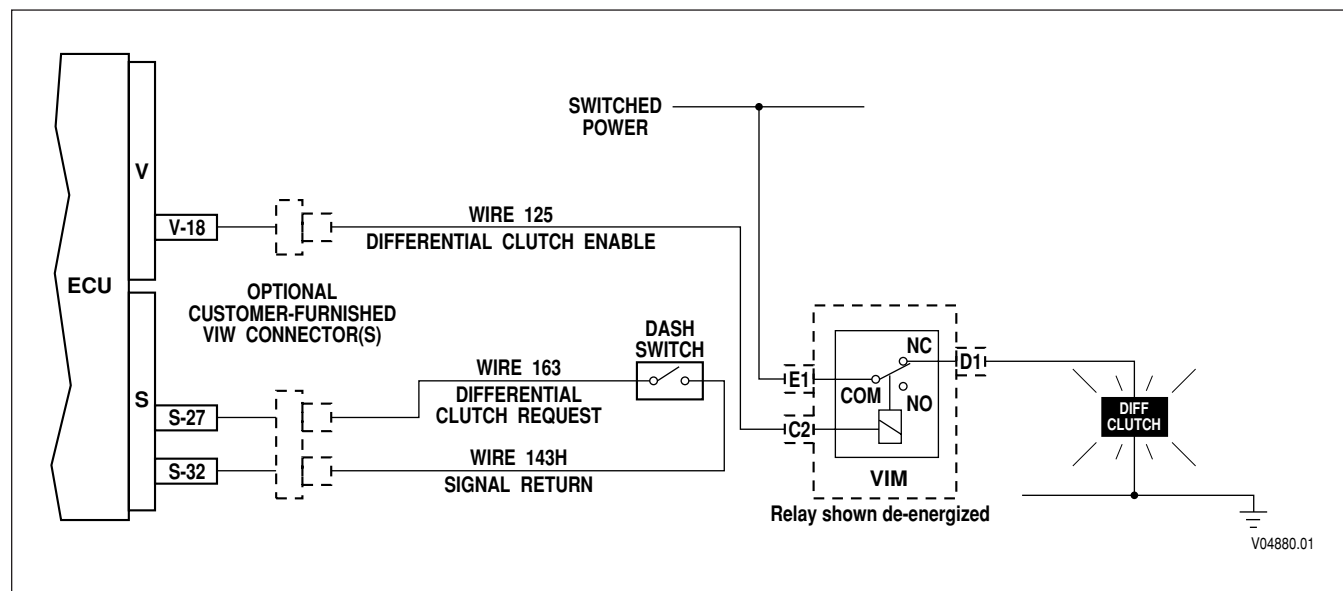 SWITCHED
POWER
V
V-18
WIRE 125
DIFFERENTIAL CLUTCH ENABLE
ECU
OPTIONAL
CUSTOMER-FURNISHED
VIW CONNECTOR(S)
DASH
SWITCH
S
S-27
WIRE 163
DIFFERENTIAL
CLUTCH REQUEST
S-32
WIRE 143H
SIGNAL RETURN
E1
C2
COM
NC
NO
D1
VIM
Relay shown de-energized
DIFF
CLUTCH
V04880.01